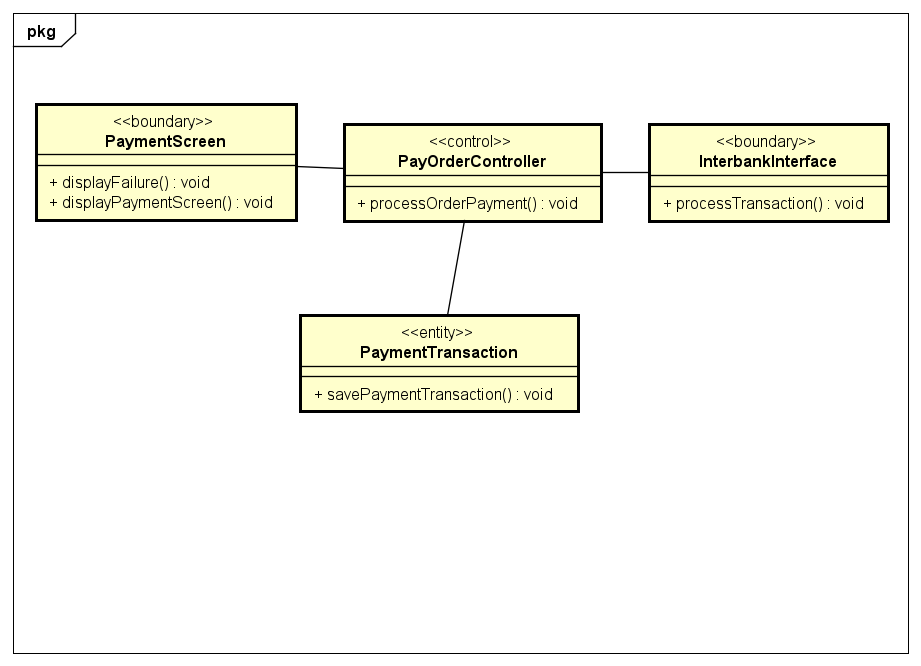 pkg
<<boundary>>
PaymentScreen
+ displayFailure() : void
+ displayPaymentScreen() : void
<<control>>
PayOrderController
+ processOrderPayment() : void
<<boundary>>
InterbankInterface
+ processTransaction() : void
<<entity>>
PaymentTransaction
+ savePaymentTransaction() : void